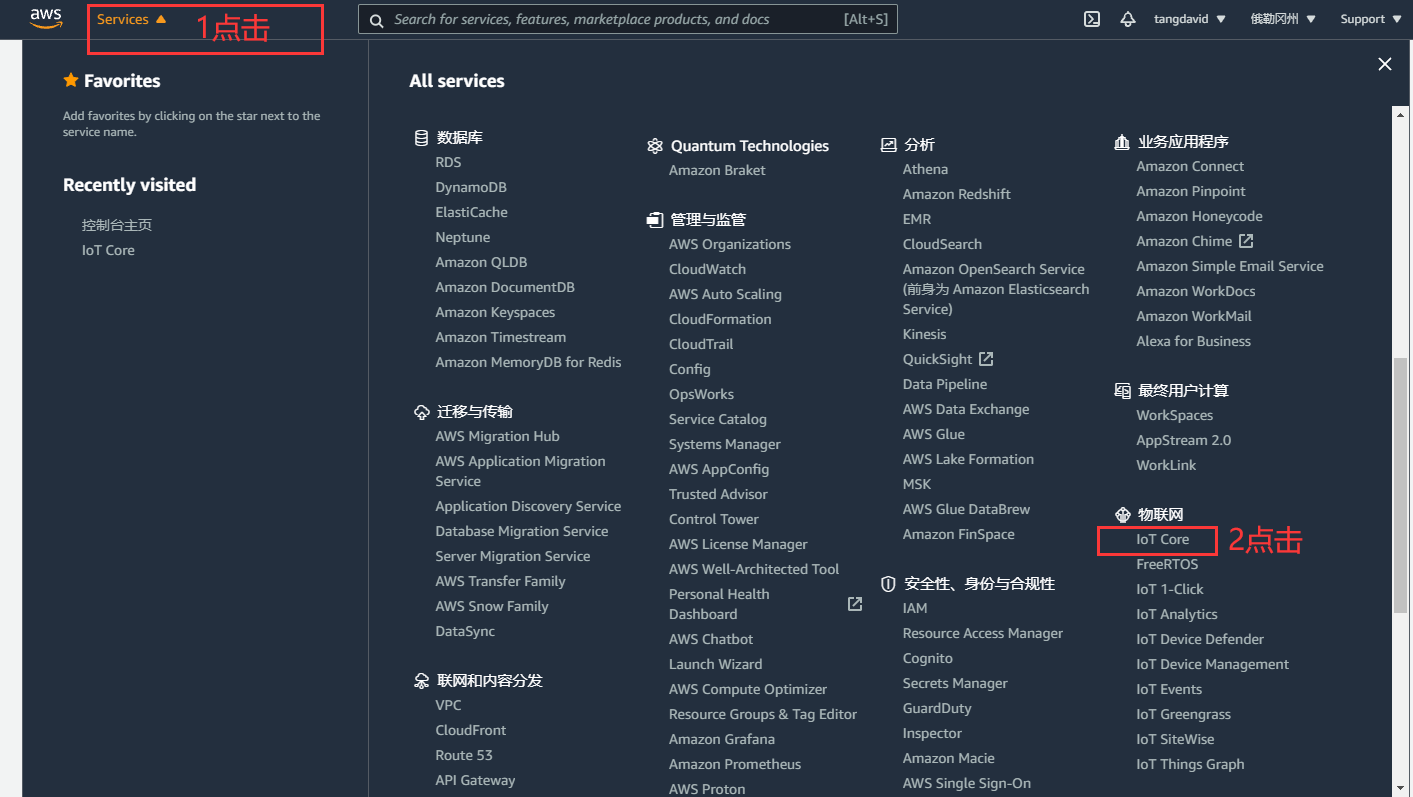 aws
Services
1点击
Search for services, features, marketplace products, and docs
[Alt+S]
tangdavid
俄勒冈州
Support
Favorites
Add favorites by clicking on the star next to the
service name.
Recently visited
控制台主页
IoT Core
All services
数据库
RDS
DynamoDB
ElastiCache
Neptune
Amazon QLDB
Amazon DocumentDB
Amazon Keyspaces
Amazon Timestream
Amazon MemoryDB for Redis
迁移与传输
AWS Migration Hub
AWS Application Migration
Service
Application Discovery Service
Database Migration Service
Server Migration Service
AWS Transfer Family
AWS Snow Family
DataSync
联网和内容分发
VPC
CloudFront
Route 53
API Gateway
Quantum Technologies
Amazon Braket
管理与监管
AWS Organizations
CloudWatch
AWS Auto Scaling
CloudFormation
CloudTrail
Config
OpsWorks
Service Catalog
Systems Manager
AWS AppConfig
Trusted Advisor
Control Tower
AWS License Manager
AWS Well-Architected Tool
Personal Health
Dashboard
AWS Chatbot
Launch Wizard
AWS Compute Optimizer
Resource Groups & Tag Editor
Amazon Grafana
Amazon Prometheus
AWS Proton
分析
Athena
Amazon Redshift
EMR
CloudSearch
Amazon OpenSearch Service
(前身为 Amazon Elasticsearch
Service)
Kinesis
QuickSight
Data Pipeline
AWS Data Exchange
AWS Glue
AWS Lake Formation
MSK
AWS Glue DataBrew
Amazon FinSpace
安全性、身份与合规性
IAM
Resource Access Manager
Cognito
Secrets Manager
GuardDuty
Inspector
Amazon Macie
AWS Single Sign-On
业务应用程序
Amazon Connect
Amazon Pinpoint
Amazon Honeycode
Amazon Chime
Amazon Simple Email Service
Amazon WorkDocs
Amazon WorkMail
Alexa for Business
最终用户计算
WorkSpaces
AppStream 2.0
WorkLink
物联网
IoT Core
2点击
FreeRTOS
IoT 1-Click
IoT Analytics
IoT Device Defender
IoT Device Management
IoT Events
IoT Greengrass
IoT SiteWise
IoT Things Graph